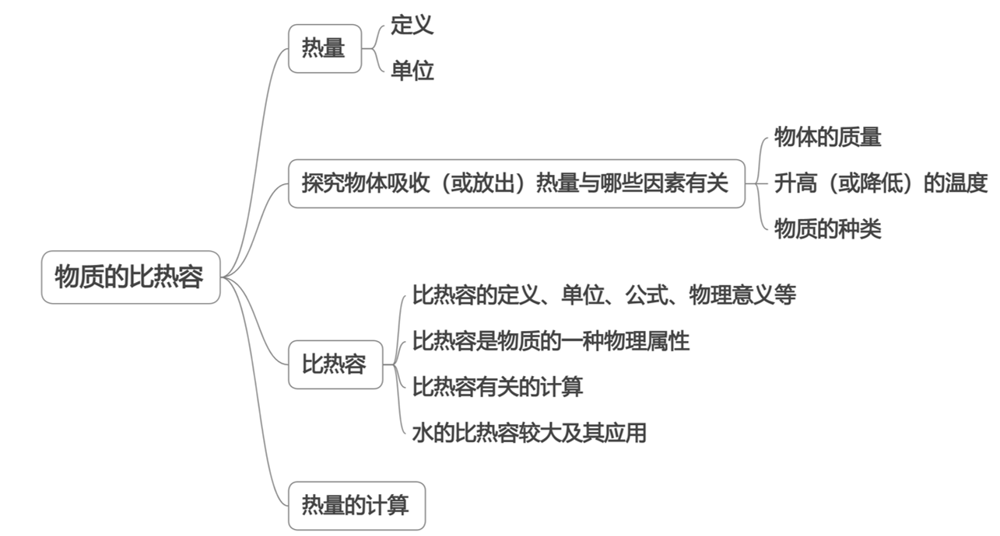 物质的比热容
热量
定义
单位
探究物体吸收（或放出）热量与哪些因素有关
物体的质量
升高（或降低）的温度
物质的种类
比热容
比热容的定义、单位、公式、物理意义等
比热容是物质的一种物理属性
比热容有关的计算
水的比热容较大及其应用
热量的计算